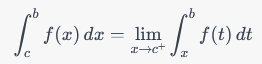 ∫_c^b f(x) dx = lim_{x→c⁺} ∫_x^b f(t) dt